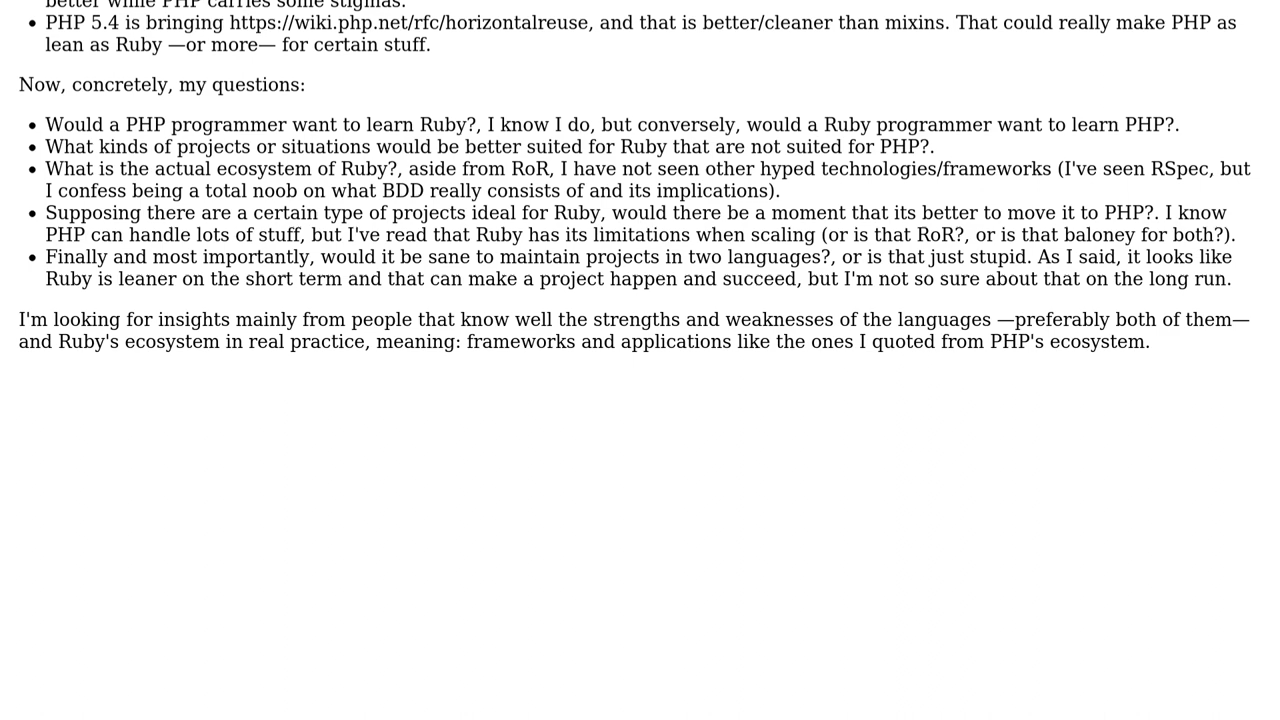 better while PHP carries some stigmas.
PHP 5.4 is bringing https://wiki.php.net/rfc/horizontalreuse, and that is better/cleaner than mixins. That could really make PHP as
lean as Ruby —or more— for certain stuff.
Now, concretely, my questions:
Would a PHP programmer want to learn Ruby?, I know I do, but conversely, would a Ruby programmer want to learn PHP?.
What kinds of projects or situations would be better suited for Ruby that are not suited for PHP?.
What is the actual ecosystem of Ruby?, aside from RoR, I have not seen other hyped technologies/frameworks (I've seen RSpec, but
I confess being a total noob on what BDD really consists of and its implications).
Supposing there are a certain type of projects ideal for Ruby, would there be a moment that its better to move it to PHP?. I know
PHP can handle lots of stuff, but I've read that Ruby has its limitations when scaling (or is that RoR?, or is that baloney for both?).
Finally and most importantly, would it be sane to maintain projects in two languages?, or is that just stupid. As I said, it looks like
Ruby is leaner on the short term and that can make a project happen and succeed, but I'm not so sure about that on the long run.
I'm looking for insights mainly from people that know well the strengths and weaknesses of the languages —preferably both of them—
and Ruby's ecosystem in real practice, meaning: frameworks and applications like the ones I quoted from PHP's ecosystem.